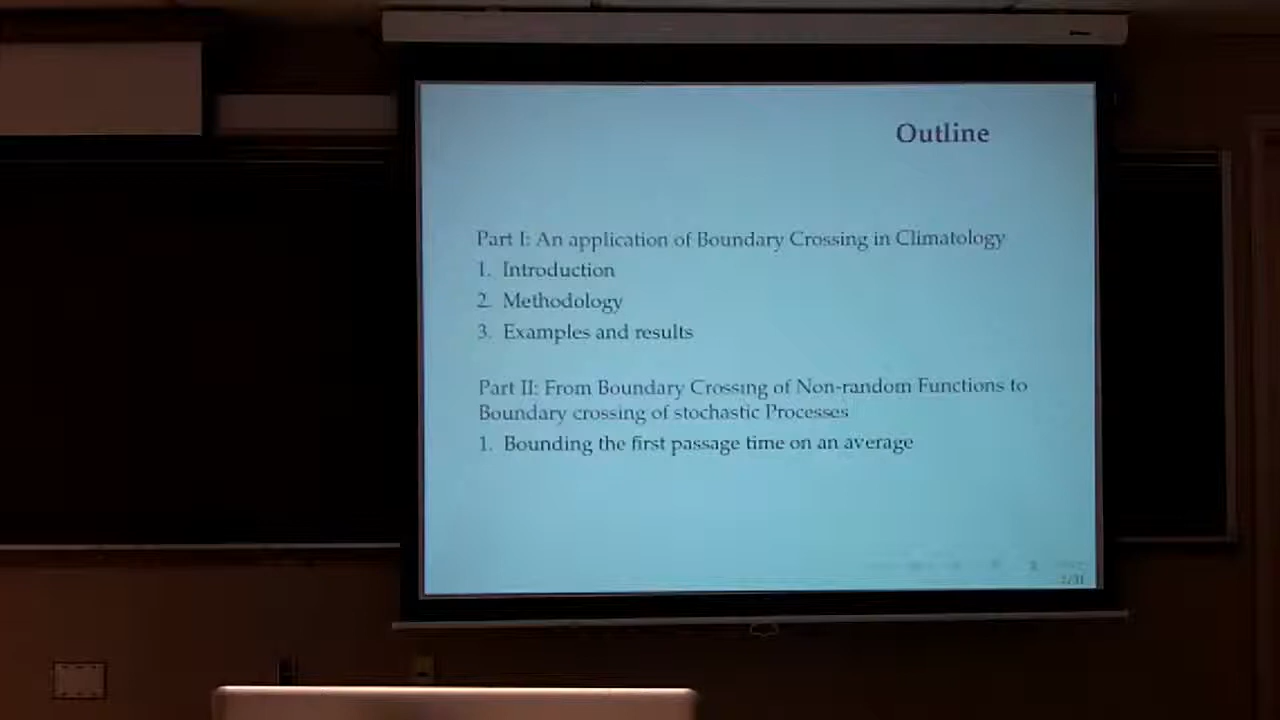 Outline
Part I: An application of Boundary Crossing in Climatology
1. Introduction
2. Methodology
3. Examples and results
Part II: From Boundary Crossing of Non-random Functions to
Boundary crossing of stochastic Processes
1. Bounding the first passage time on an average